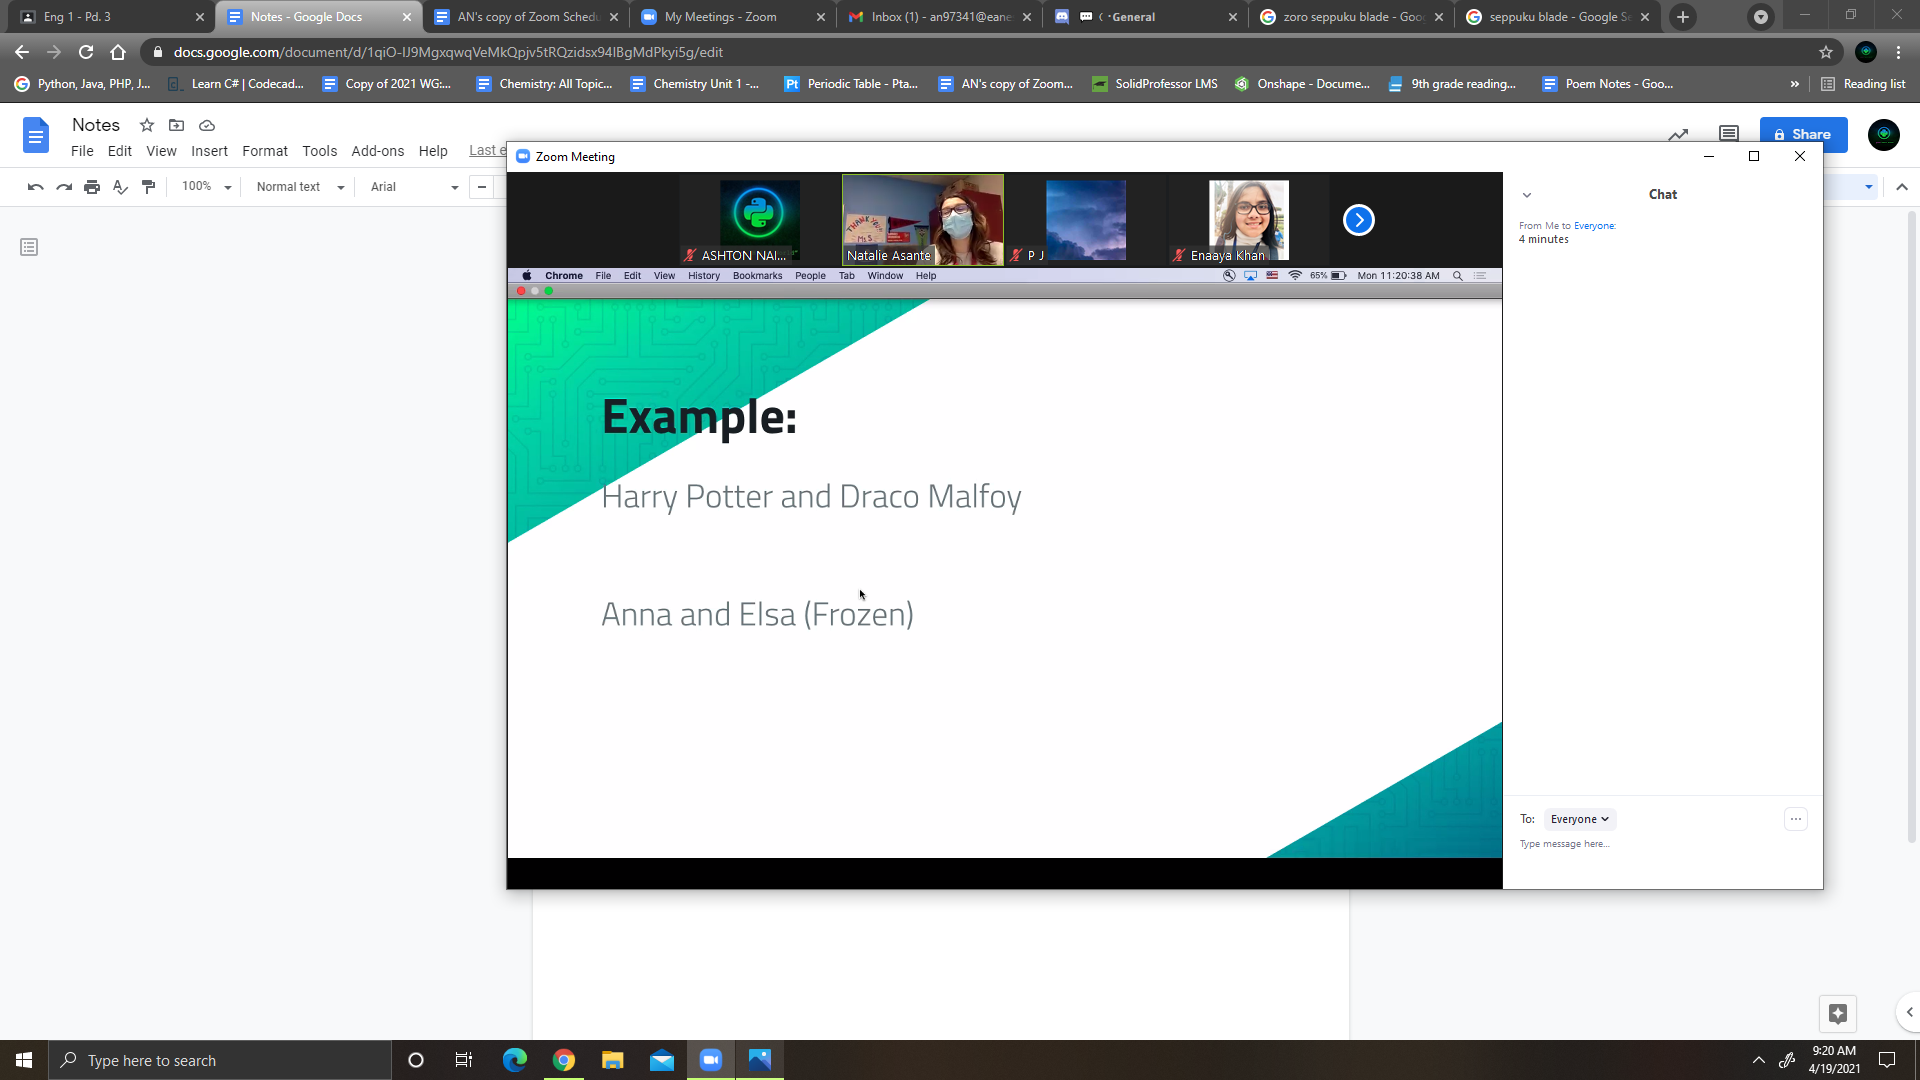 Eng 1 - Pd. 3
Notes - Google Docs
AN's copy of Zoom Schedu
My Meetings - Zoom
Inbox (1) - an97341@eane
General
zoro seppuku blade - Goo
seppuku blade - Google Se
docs.google.com/document/d/1qiO-IJ9MgxqwqVeMkQpjv5tRQzidsx94lBgMdPkyi5g/edit
Python, Java, PHP, J...
Learn C# | Codecad...
Copy of 2021 WG:...
Chemistry: All Topic...
Chemistry Unit 1 -...
Periodic Table - Pta...
AN's copy of Zoom...
SolidProfessor LMS
Onshape - Docume...
9th grade reading...
Poem Notes - Goo...
»
Reading list
Notes
File Edit View Insert Format Tools Add-ons Help Last e
Share
100%
Normal text
Arial
Zoom Meeting
THANK YOU
MS
ASHTON NAI...
Natalie Asante
P J
Enaaya Khan
Chrome File Edit View History Bookmarks People Tab Window Help
65%
Mon 11:20:38 AM
Example:
Harry Potter and Draco Malfoy
Anna and Elsa (Frozen)
Chat
From Me to Everyone:
4 minutes
To: Everyone
Type message here...
Type here to search
9:20 AM
4/19/2021